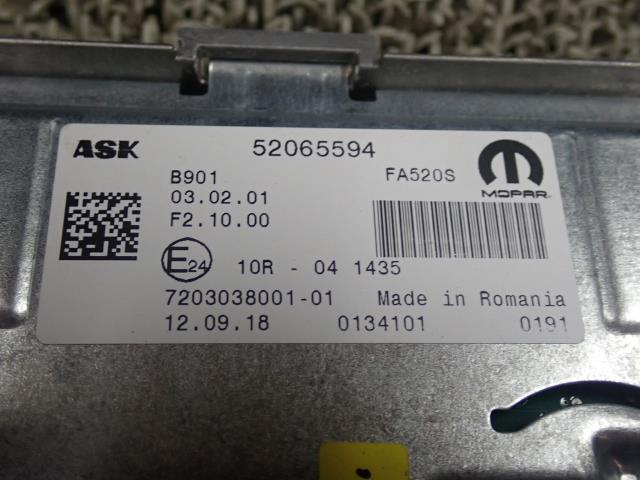 ASK 52065594
B901 FA520S
MOPAR
03.02.01
F2.10.00
E24 10R - 04 1435
7203038001-01 Made in Romania
12.09.18 0134101 0191